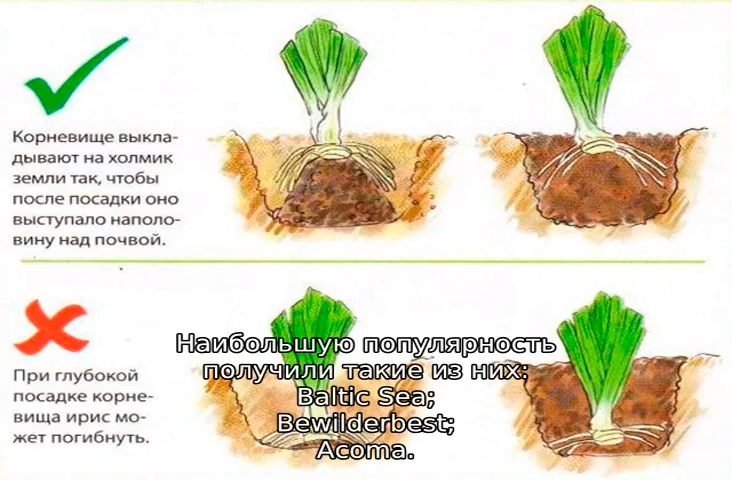 Корневище выкла-
дывают на холмик
земли так, чтобы
после посадки оно
выступало наполо-
вину над почвой.
При глубокой
посадке корне-
вища ирис мо-
жет погибнуть.
Наибольшую популярность
получили такие из них:
Baltic Sea;
Bewilderbest;
Acoma.